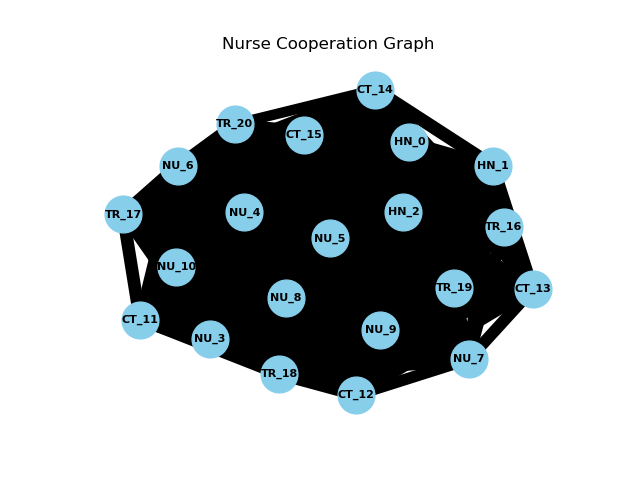 Nurse Cooperation Graph
CT_14
TR_20
CT_15
HN_0
NU_6
HN_1
TR_17
NU_4
HN_2
TR_16
NU_5
NU_10
TR_19
CT_13
NU_8
CT_11
NU_9
NU_3
NU_7
TR_18
CT_12